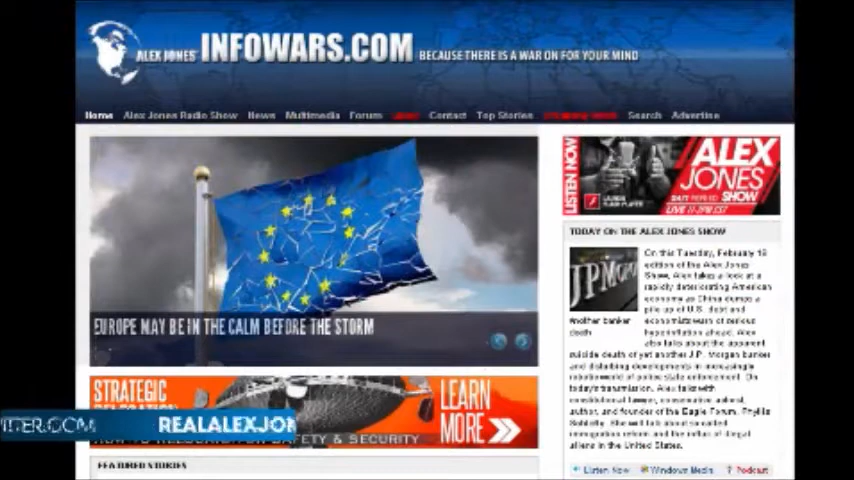 ALEX JONES' INFOWARS.COM BECAUSE THERE IS A WAR ON FOR YOUR MIND
Home Alex Jones Radio Show News Multimedia Forum Contact Top Stories Search Advertise
EUROPE MAY BE IN THE CALM BEFORE THE STORM
LISTEN NOW
ALEX
JONES
SHOW
LIVE 11-2PM CST
TODAY ON THE ALEX JONES SHOW
JPMORG
Another banker
death
On this Tuesday, February 18
edition of the Alex Jones
Show, Alex takes a look at a
rapidly deteriorating American
economy as China dumps a
pile up of U.S. debt and
economists warn of serious
hyperinflation ahead. Alex
also talks about the apparent
suicide death of yet another J.P. Morgan banker
and disturbing developments in increasingly
of police state enforcement. On
today's transmission, Alex talks with
constitutional lawyer, conservative activist,
author, and founder of the Eagle Forum, Phyllis
Schlafly. She will talk about so-called
immigration reform and the influx of illegal
aliens in the United States.
Listen Now Windows Media Podcast
STRATEGIC
LEARN
MORE
SAFETY & SECURITY
ITTER.COM REALALEXJON
FEATURED STORIES